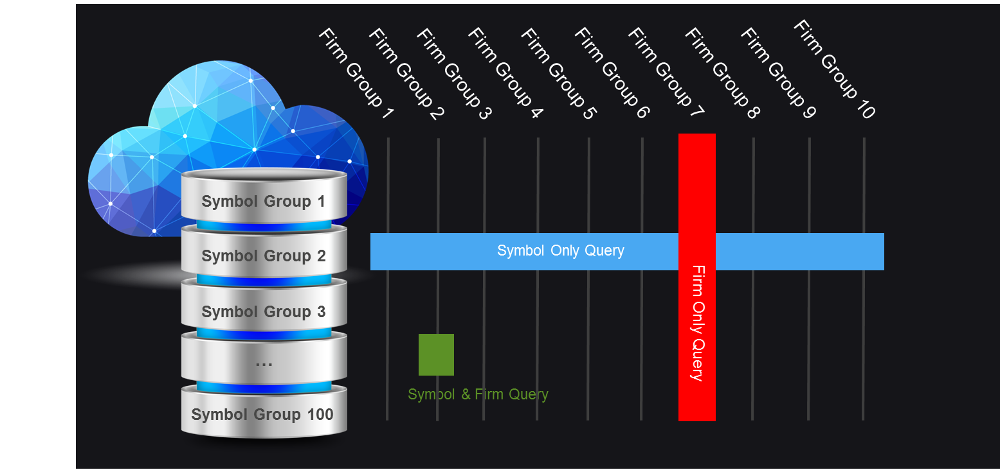 Firm Group 1
Firm Group 2
Firm Group 3
Firm Group 4
Firm Group 5
Firm Group 6
Firm Group 7
Firm Group 8
Firm Group 9
Firm Group 10
Symbol Group 1
Symbol Group 2
Symbol Group 3
...
Symbol Group 100
Symbol Only Query
Firm Only Query
Symbol & Firm Query